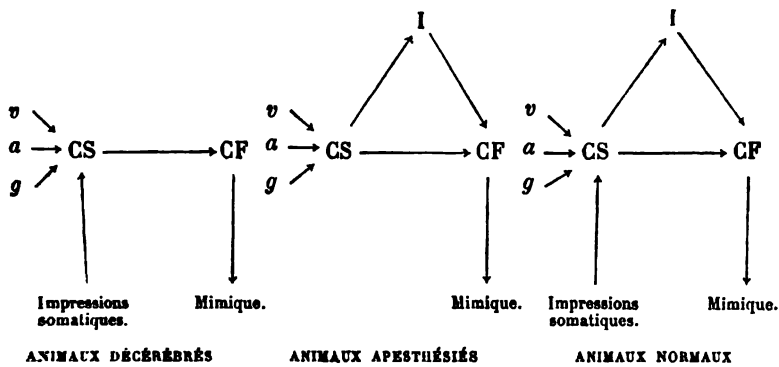 I
v
a
g
CS
CF
Impressions
somatiques.
Mimique.
ANIMAUX DÉCÉRÉBRÉS
v
a
g
CS
CF
Mimique.
ANIMAUX APESTHÉSIÉS
I
v
a
g
CS
CF
Impressions
somatiques.
Mimique.
ANIMAUX NORMAUX